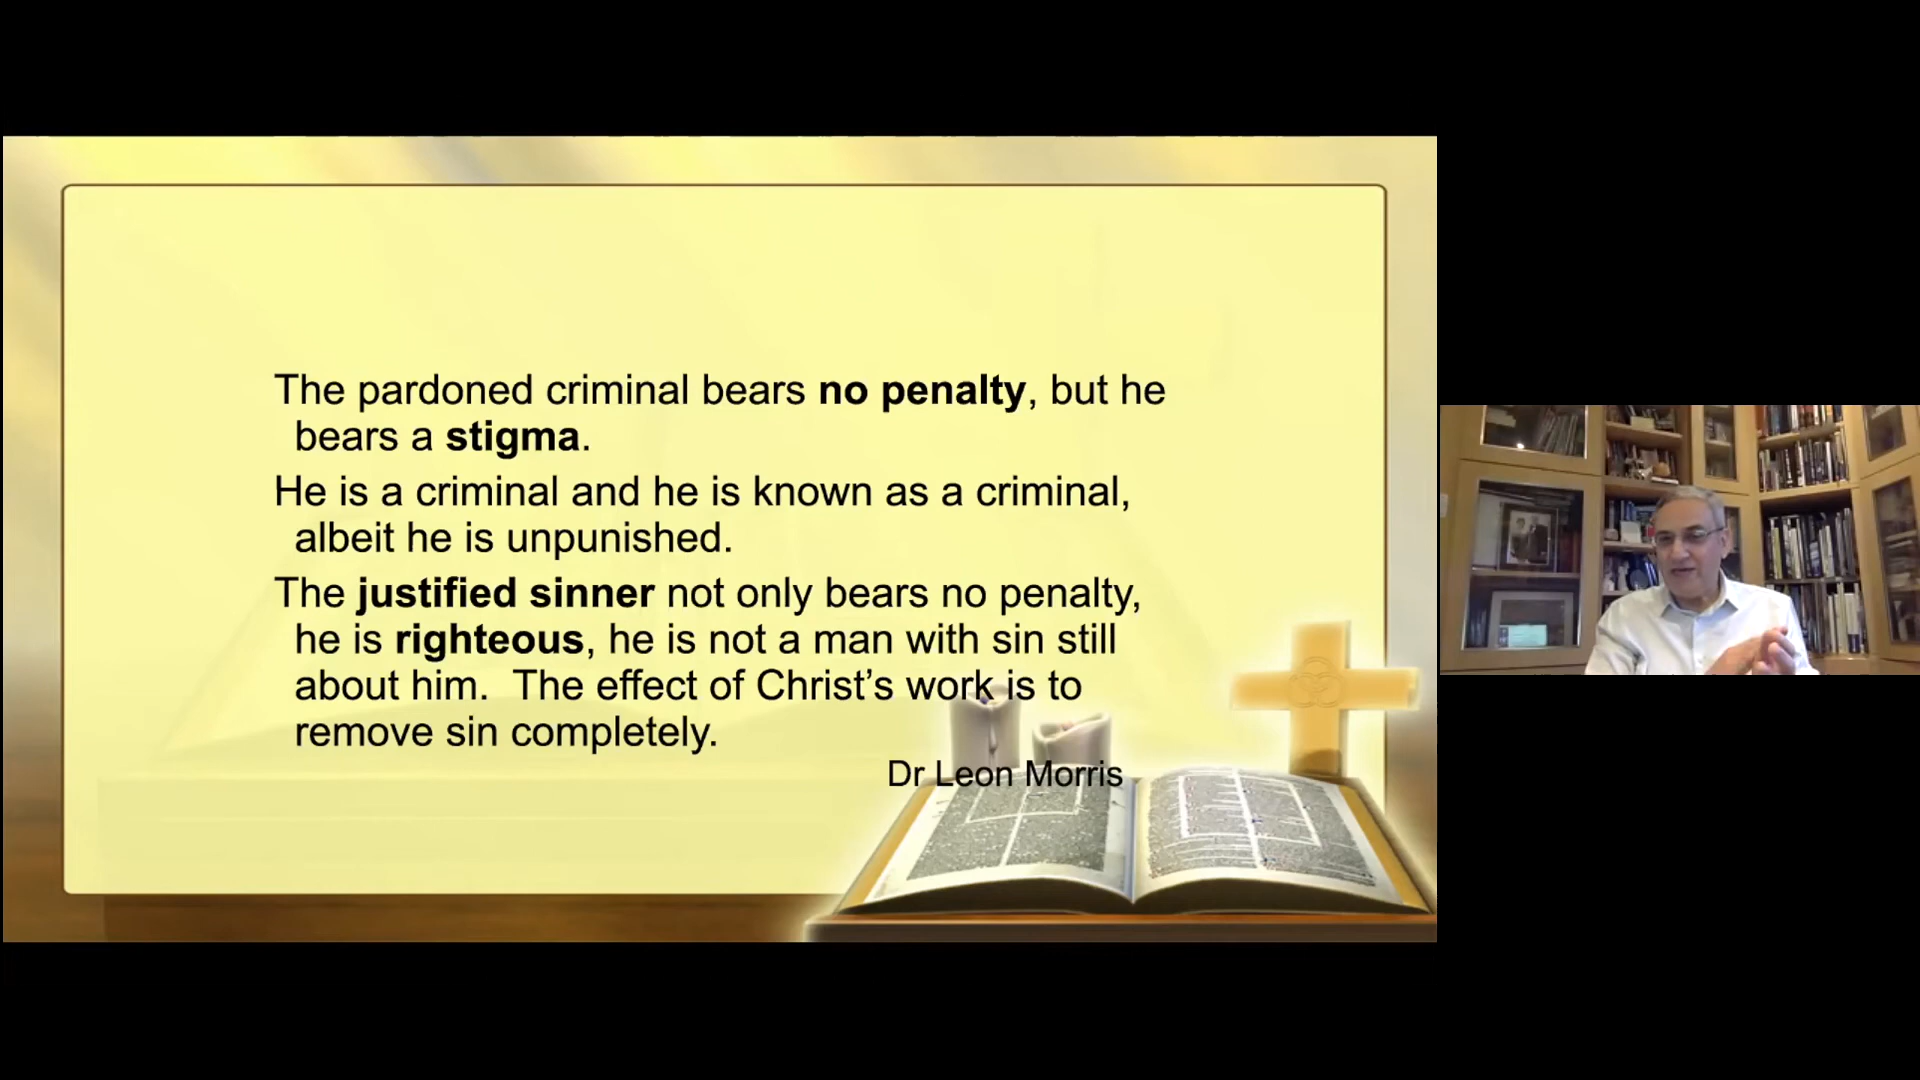 The pardoned criminal bears no penalty, but he
bears a stigma.
He is a criminal and he is known as a criminal,
albeit he is unpunished.
The justified sinner not only bears no penalty,
he is righteous, he is not a man with sin still
about him.  The effect of Christ’s work is to
remove sin completely.
Dr Leon Morris